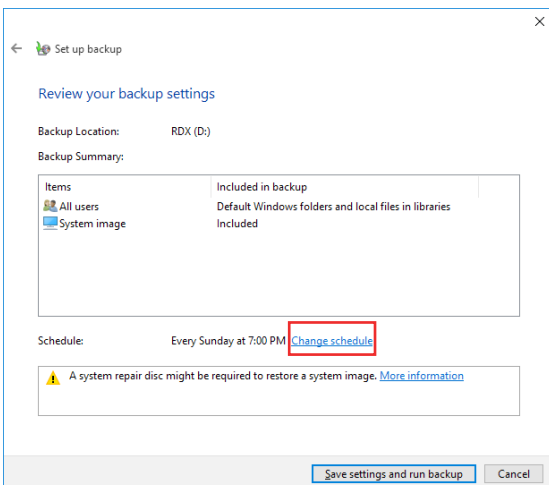 Set up backup
Review your backup settings
Backup Location: RDX (D:)
Backup Summary:
Items Included in backup
All users Default Windows folders and local files in libraries
System image Included
Schedule: Every Sunday at 7:00 PM Change schedule
A system repair disc might be required to restore a system image. More information
Save settings and run backup Cancel